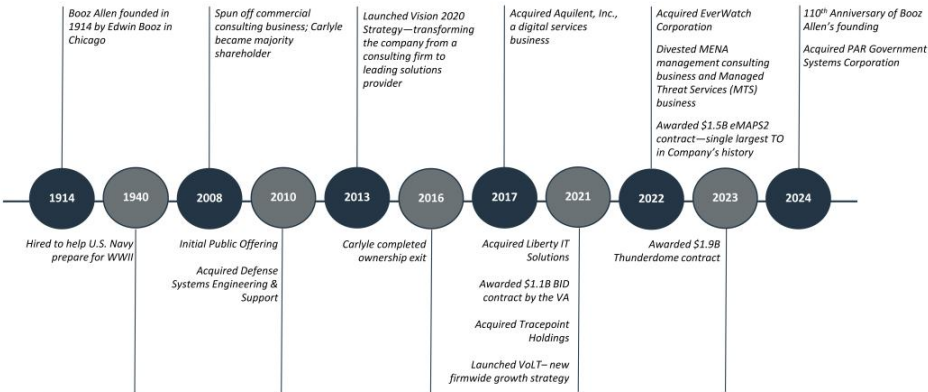 Booz Allen founded in
1914 by Edwin Booz in
Chicago
Spun off commercial
consulting business; Carlyle
became majority
shareholder
Launched Vision 2020
Strategy—transforming
the company from a
consulting firm to
leading solutions
provider
Acquired Aquilent, Inc.,
a digital services
business
Acquired EverWatch
Corporation
Divested MENA
management consulting
business and Managed
Threat Services (MTS)
business
Awarded $1.5B eMAPS2
contract—single largest TO
in Company's history
110th Anniversary of Booz
Allen's founding
Acquired PAR Government
Systems Corporation
1914
1940
2008
2010
2013
2016
2017
2021
2022
2023
2024
Hired to help U.S. Navy
prepare for WWII
Initial Public Offering
Acquired Defense
Systems Engineering &
Support
Carlyle completed
ownership exit
Acquired Liberty IT
Solutions
Awarded $1.1B BID
contract by the VA
Acquired Tracepoint
Holdings
Launched VoLT– new
firmwide growth strategy
Awarded $1.9B
Thunderdome contract